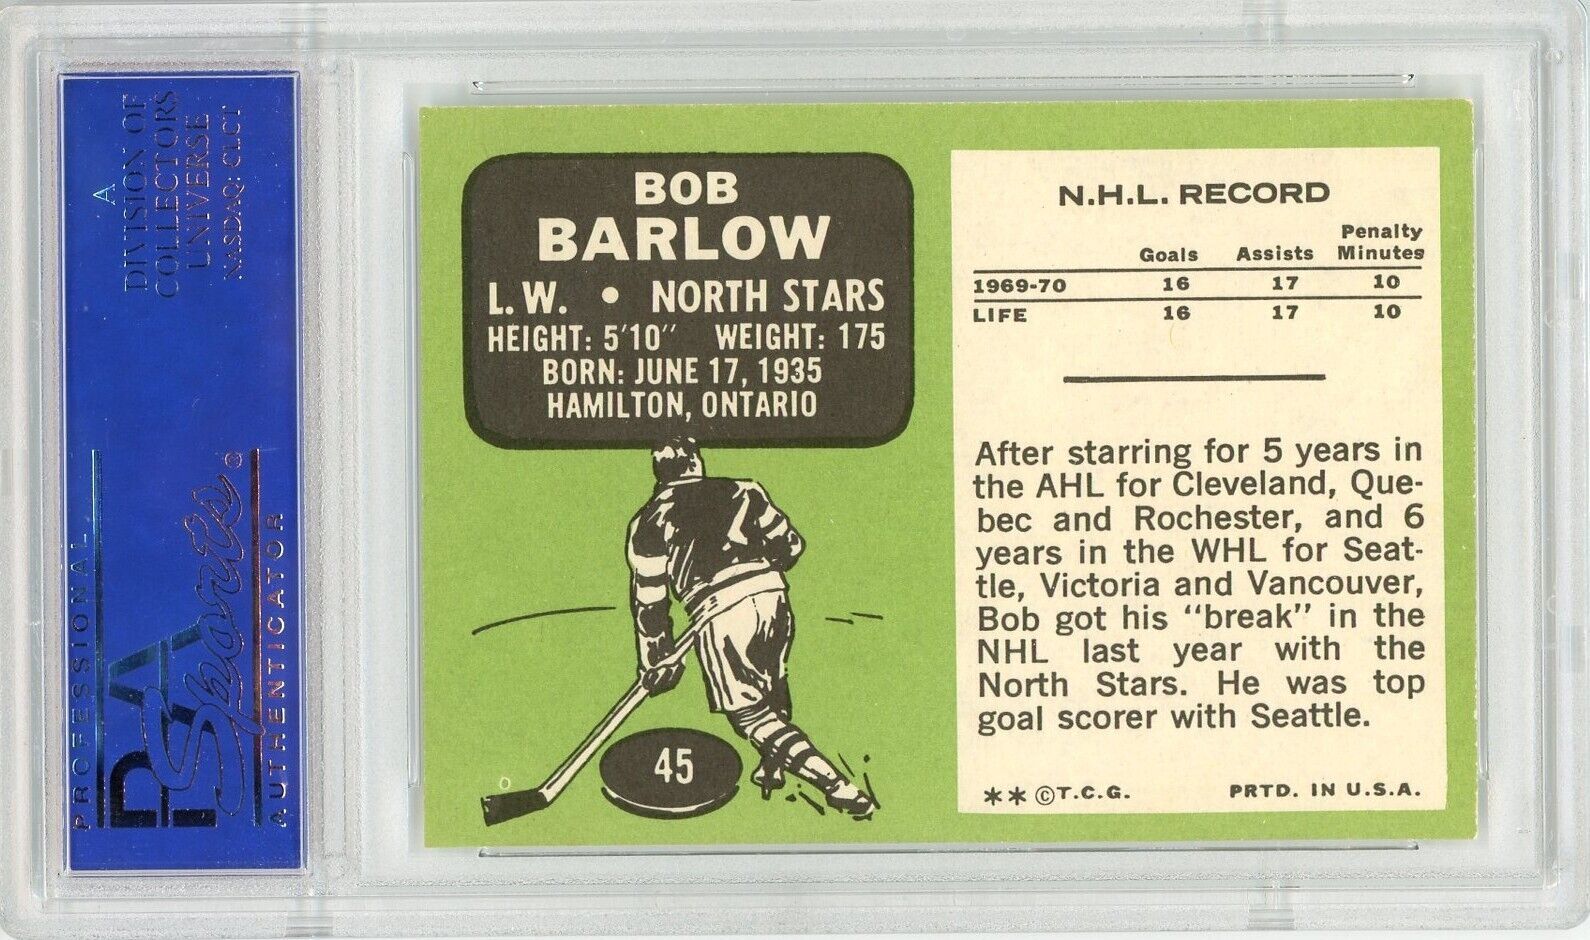 A
DIVISION OF
COLLECTORS
UNIVERSE
NASDAQ: CLCT
PROFESSIONAL
PSA
Sports®
AUTHENTICATOR
BOB
BARLOW
L.W. • NORTH STARS
HEIGHT: 5'10" WEIGHT: 175
BORN: JUNE 17, 1935
HAMILTON, ONTARIO
45
N.H.L. RECORD
Penalty
Goals Assists Minutes
1969-70 16 17 10
LIFE 16 17 10
After starring for 5 years in
the AHL for Cleveland, Que-
bec and Rochester, and 6
years in the WHL for Seat-
tle, Victoria and Vancouver,
Bob got his "break" in the
NHL last year with the
North Stars. He was top
goal scorer with Seattle.
** ©T.C.G. PRTD. IN U.S.A.